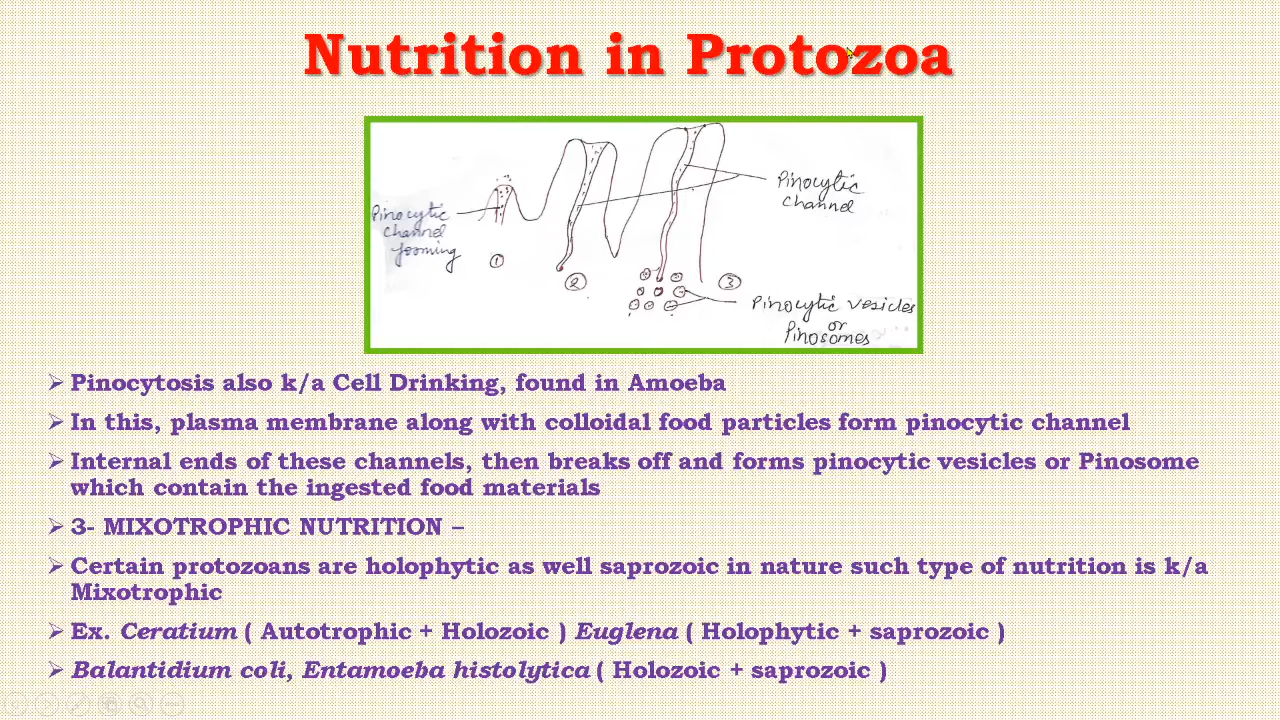 Nutrition in Protozoa
Pinocytic
channel
forming
Pinocytic
channel
1
2
3
Pinocytic vesicles
or
Pinosomes
Pinocytosis also k/a Cell Drinking, found in Amoeba
In this, plasma membrane along with colloidal food particles form pinocytic channel
Internal ends of these channels, then breaks off and forms pinocytic vesicles or Pinosome
which contain the ingested food materials
3- MIXOTROPHIC NUTRITION –
Certain protozoans are holophytic as well saprozoic in nature such type of nutrition is k/a
Mixotrophic
Ex. Ceratium ( Autotrophic + Holozoic ) Euglena ( Holophytic + saprozoic )
Balantidium coli, Entamoeba histolytica ( Holozoic + saprozoic )